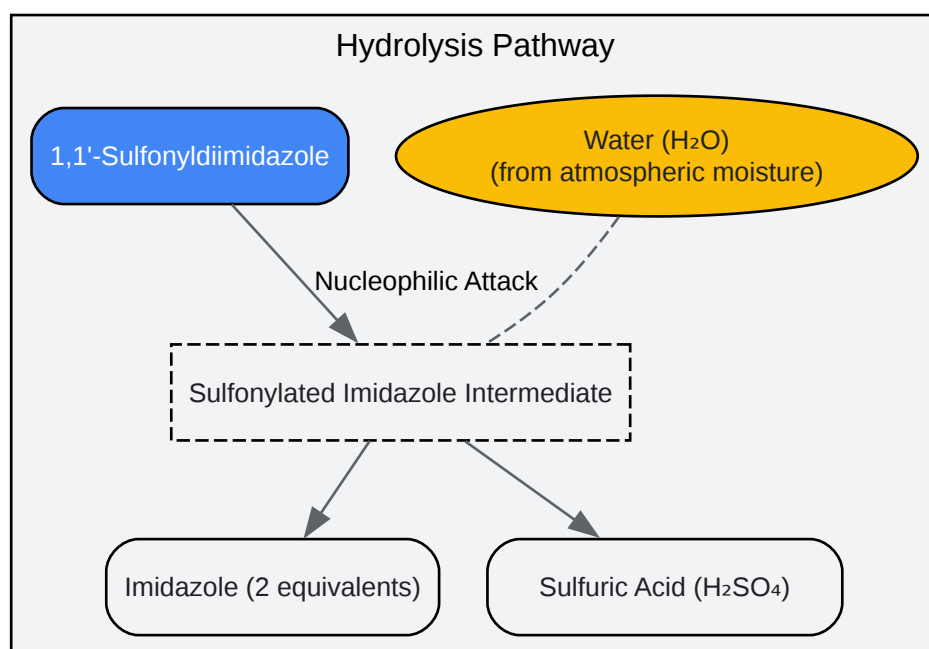 Hydrolysis Pathway
1,1'-Sulfonyldiimidazole
Water (H₂O)
(from atmospheric moisture)
Nucleophilic Attack
Sulfonylated Imidazole Intermediate
Imidazole (2 equivalents)
Sulfuric Acid (H₂SO₄)